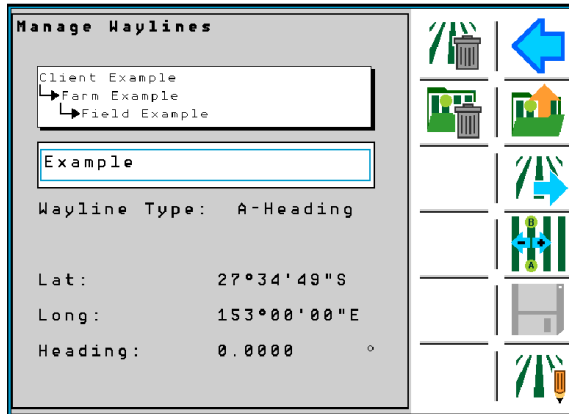 Manage Waylines
Client Example
Farm Example
Field Example
Example
Wayline Type: A-Heading
Lat: 27°34'49"S
Long: 153°00'00"E
Heading: 0.0000 °
B
A